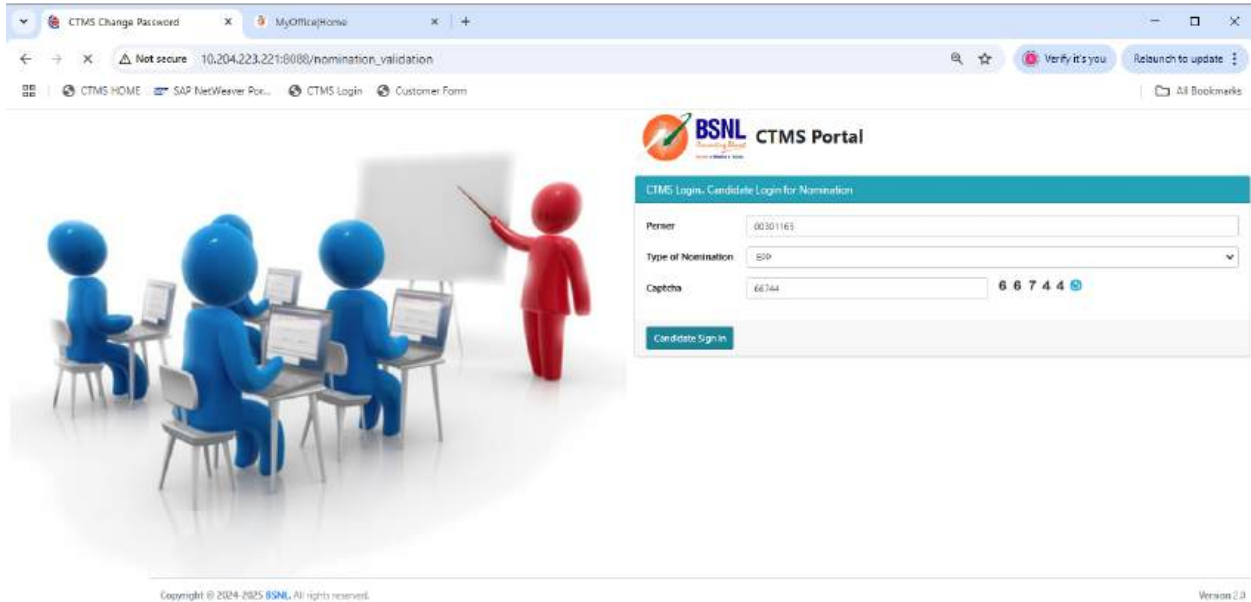 CTMS Change Password
MyOffice|Home
Not secure 10.204.223.221:8088/nomination_validation
Verify it's you
Relaunch to update
CTMS HOME
SAP NetWeaver Por...
CTMS Login
Customer Form
All Bookmarks
BSNL CTMS Portal
CTMS Login. Candidate Login for Nomination
Perner 00301165
Type of Nomination EPP
Captcha 66744 6 6 7 4 4
Candidate Sign In
Copyright © 2024-2025 BSNL. All rights reserved.
Version 2.0